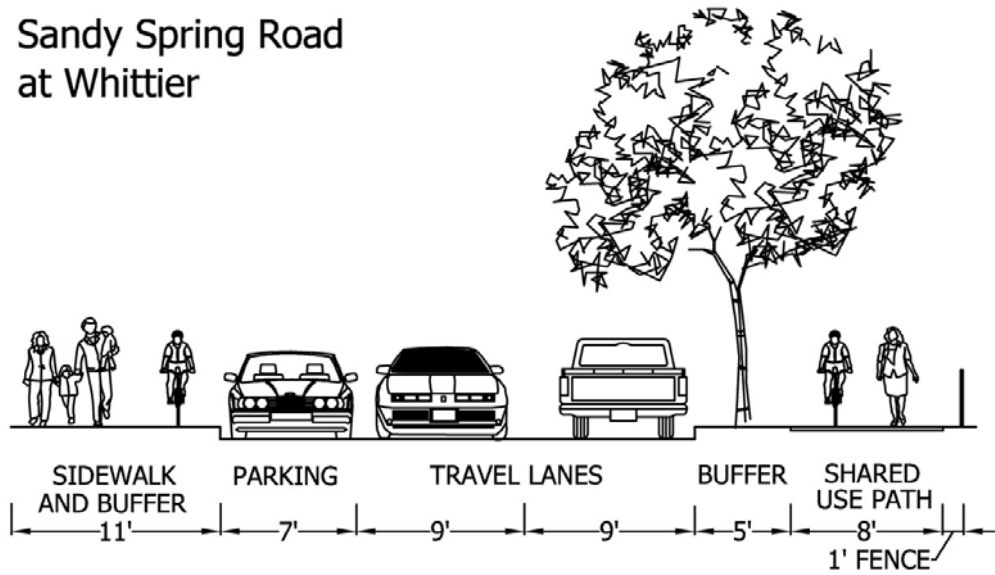 Sandy Spring Road
at Whittier
SIDEWALK
AND BUFFER
PARKING
TRAVEL LANES
BUFFER
SHARED
USE PATH
11'
7'
9'
9'
5'
8'
1' FENCE